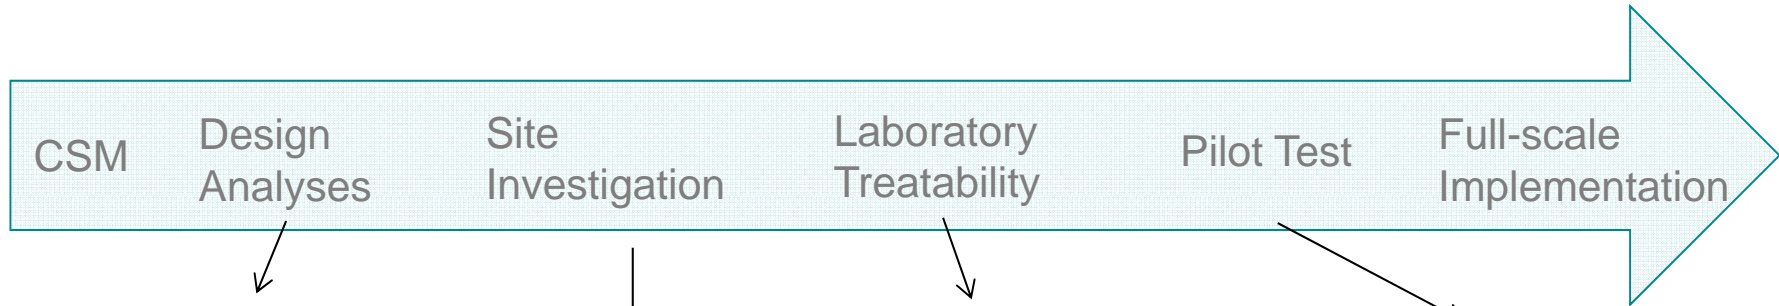 CSM
Design
Analyses
Site
Investigation
Laboratory
Treatability
Pilot Test
Full-scale
Implementation